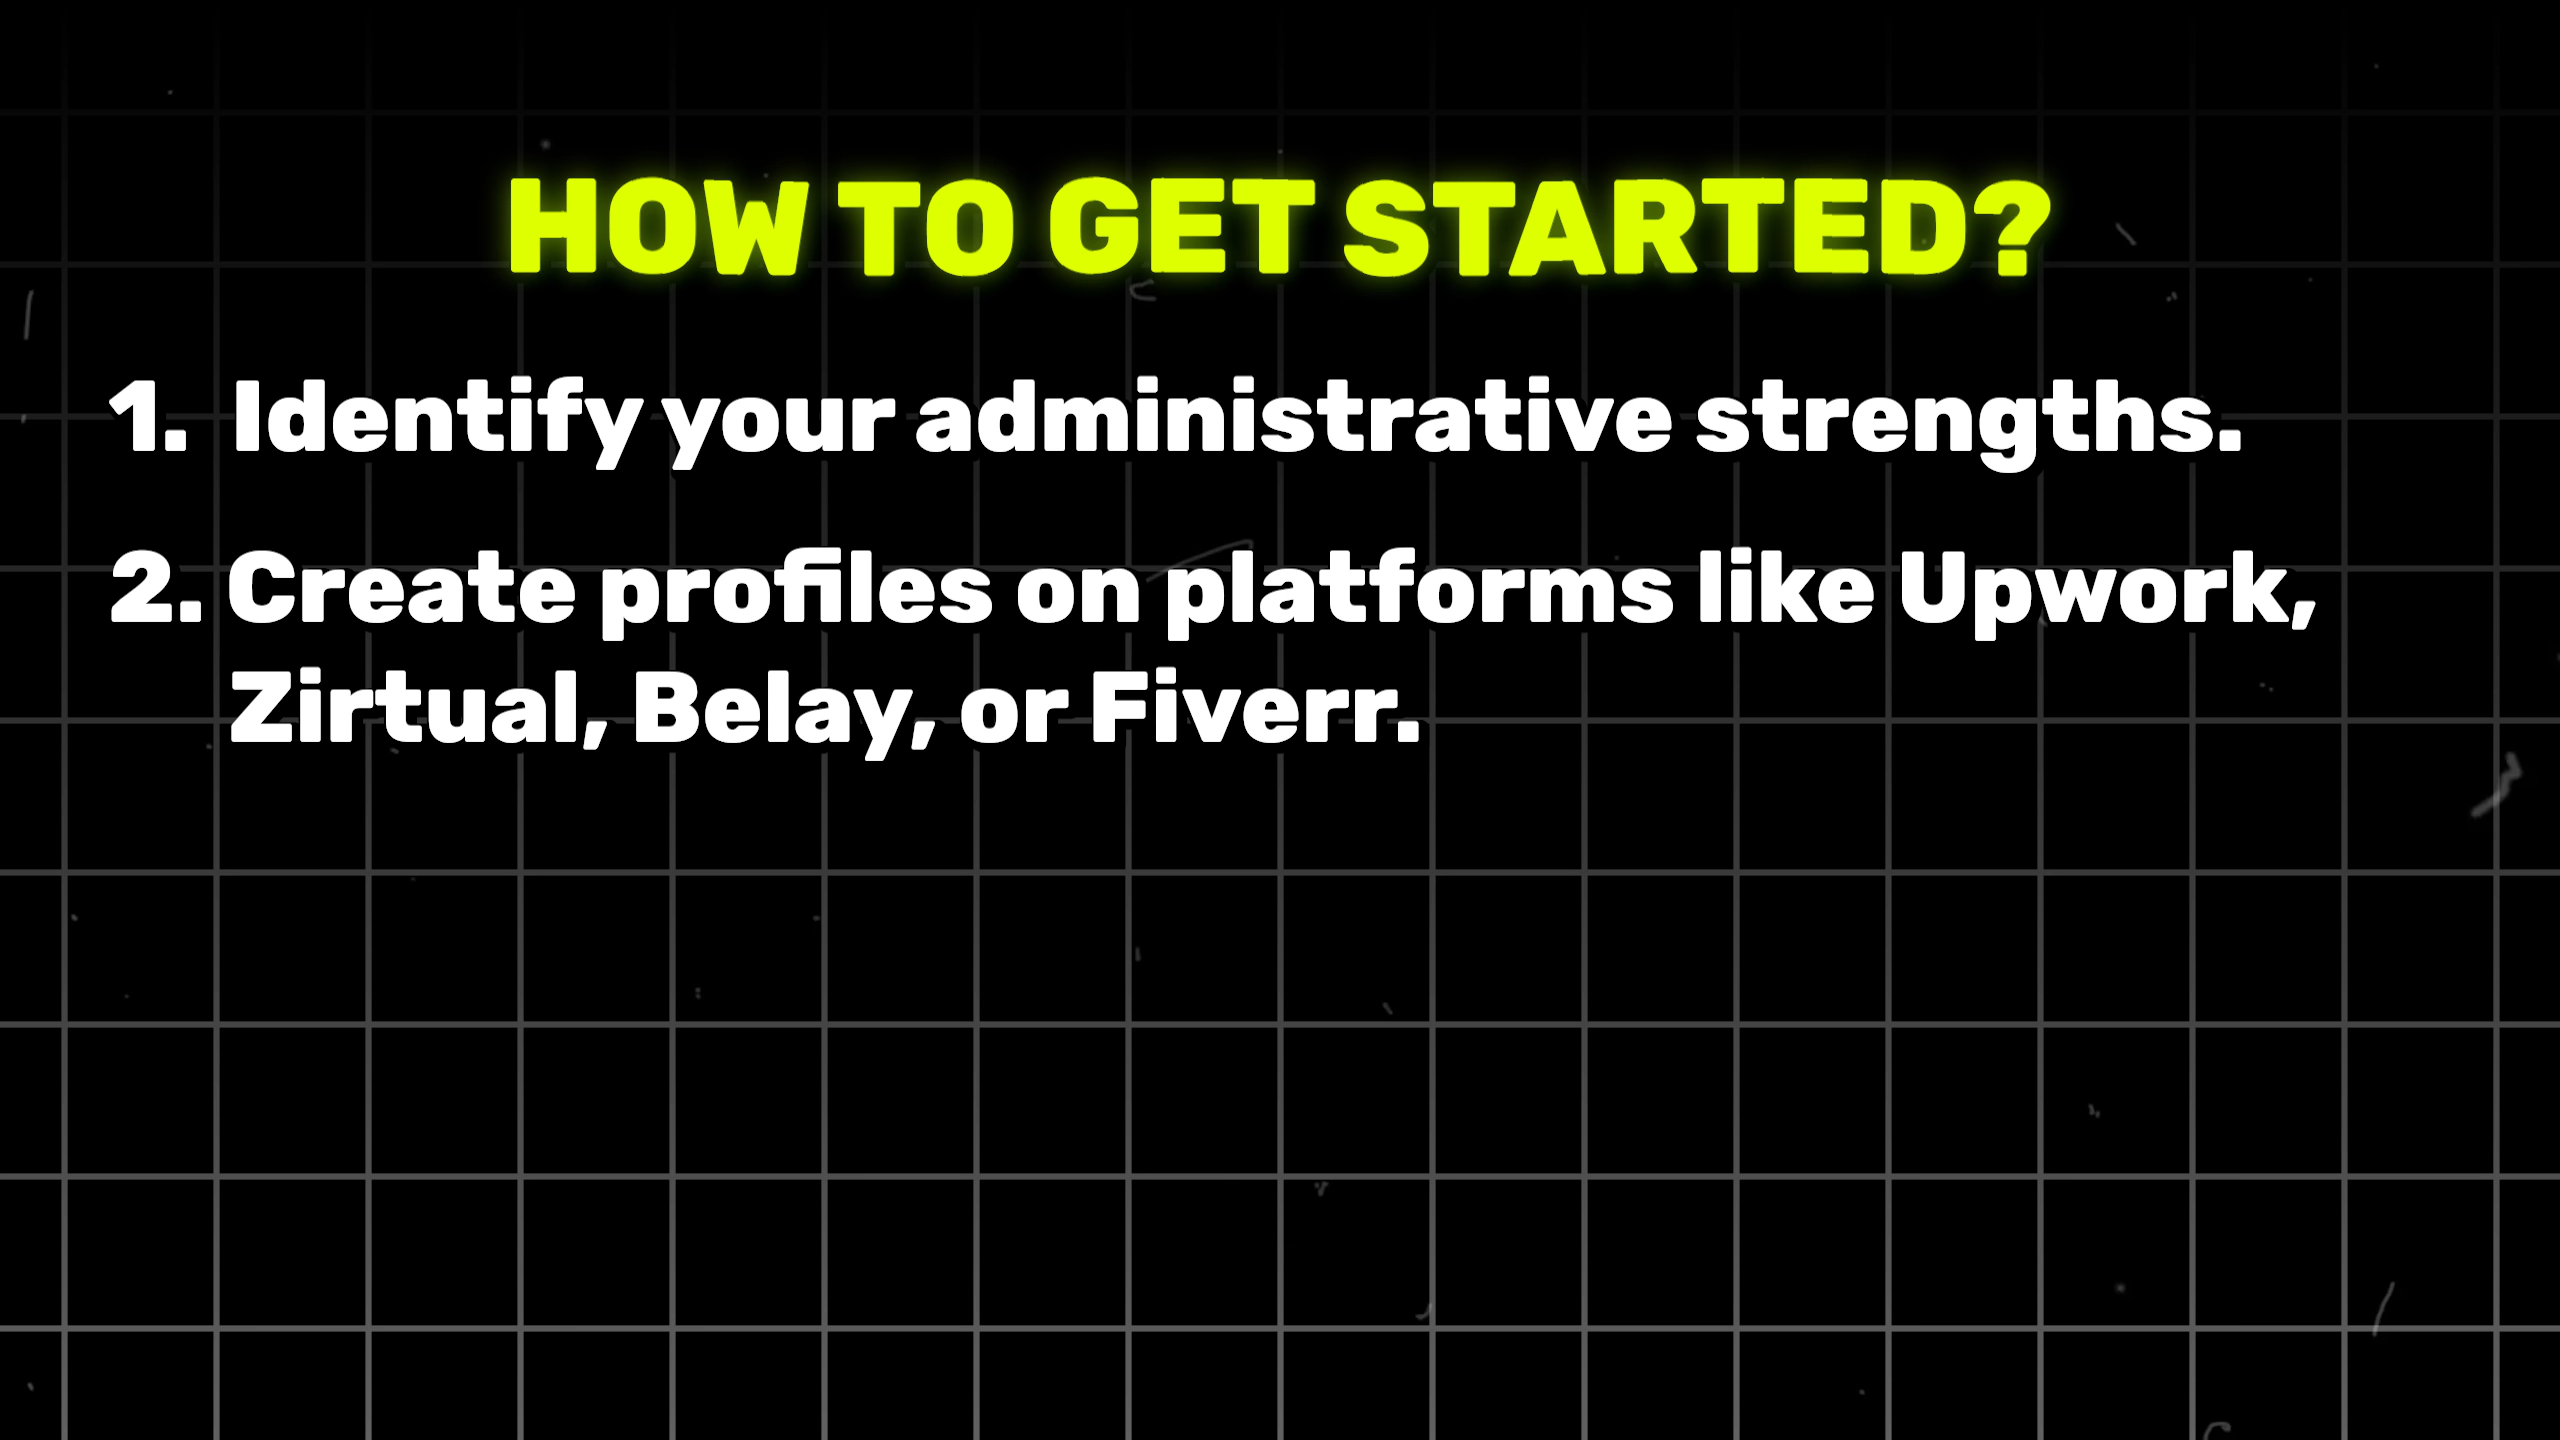 HOW TO GET STARTED?
1. Identify your administrative strengths.
2. Create profiles on platforms like Upwork,
Zirtual, Belay, or Fiverr.